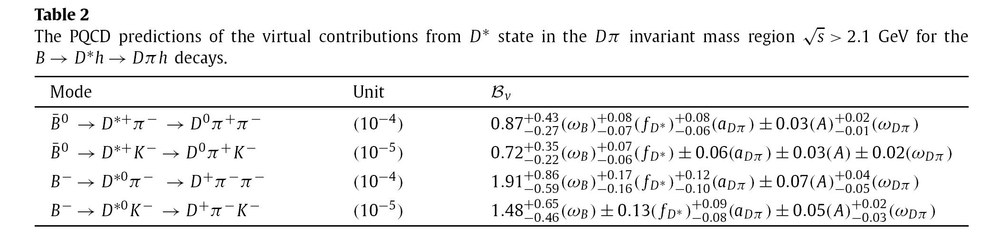 Table 2
The PQCD predictions of the virtual contributions from $D^*$ state in the $D\pi$ invariant mass region $\sqrt{s} > 2.1$ GeV for the
$B \to D^*h \to D\pi h$ decays.
Mode Unit $\mathcal{B}_v$
$\bar{B}^0 \to D^{*+}\pi^- \to D^0\pi^+\pi^-$ $(10^{-4})$ $0.87^{+0.43}_{-0.27}(\omega_B)^{+0.08}_{-0.07}(f_{D^*})^{+0.08}_{-0.06}(a_{D\pi}) \pm 0.03(A)^{+0.02}_{-0.01}(\omega_{D\pi})$
$\bar{B}^0 \to D^{*+}K^- \to D^0\pi^+K^-$ $(10^{-5})$ $0.72^{+0.35}_{-0.22}(\omega_B)^{+0.07}_{-0.06}(f_{D^*}) \pm 0.06(a_{D\pi}) \pm 0.03(A) \pm 0.02(\omega_{D\pi})$
$B^- \to D^{*0}\pi^- \to D^+\pi^-\pi^-$ $(10^{-4})$ $1.91^{+0.86}_{-0.59}(\omega_B)^{+0.17}_{-0.16}(f_{D^*})^{+0.12}_{-0.10}(a_{D\pi}) \pm 0.07(A)^{+0.04}_{-0.05}(\omega_{D\pi})$
$B^- \to D^{*0}K^- \to D^+\pi^-K^-$ $(10^{-5})$ $1.48^{+0.65}_{-0.46}(\omega_B) \pm 0.13(f_{D^*})^{+0.09}_{-0.08}(a_{D\pi}) \pm 0.05(A)^{+0.02}_{-0.03}(\omega_{D\pi})$